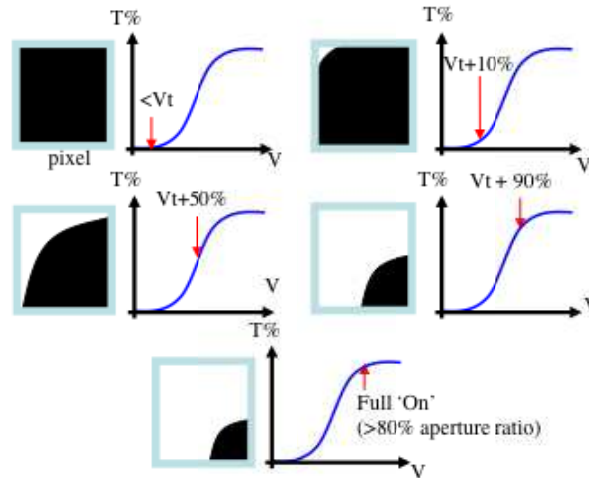 T%
<Vt
pixel
V
T%
Vt+10%
V
T%
Vt+50%
V
T%
Vt + 90%
V
T%
Full ‘On’
(>80% aperture ratio)
V